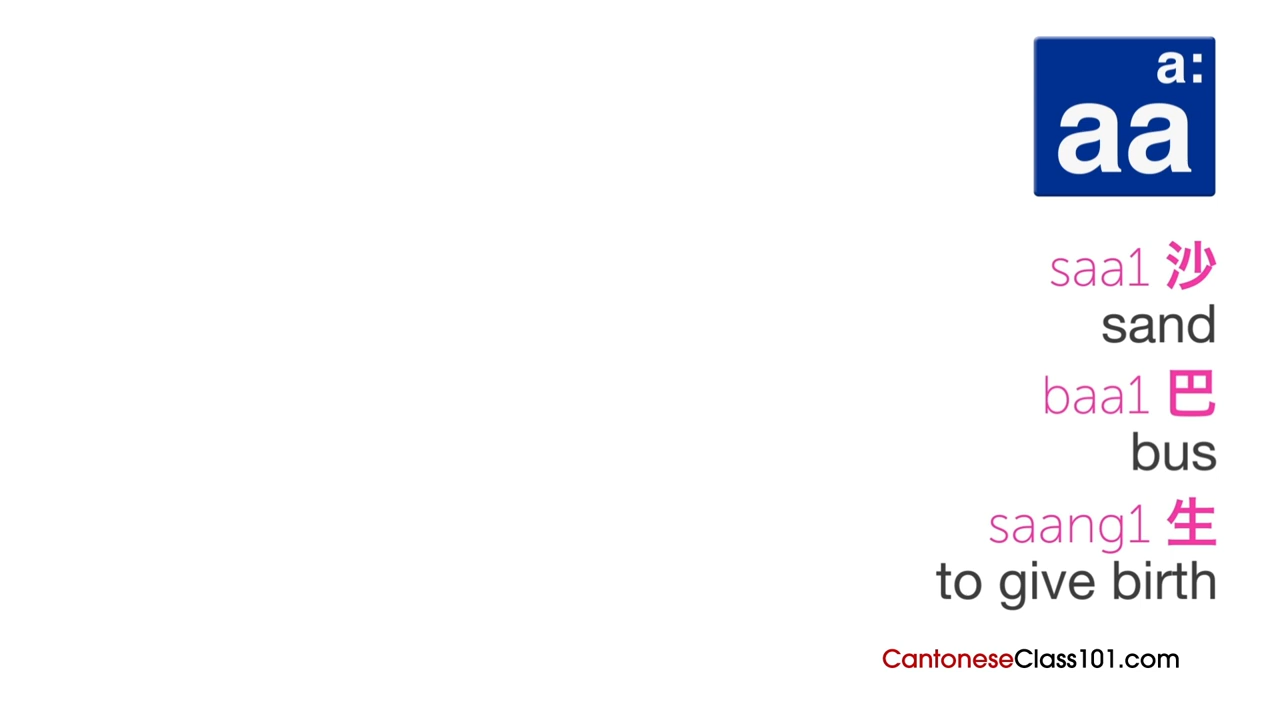 a:
aa
saa1 沙
sand
baa1 巴
bus
saang1 生
to give birth
CantoneseClass101.com